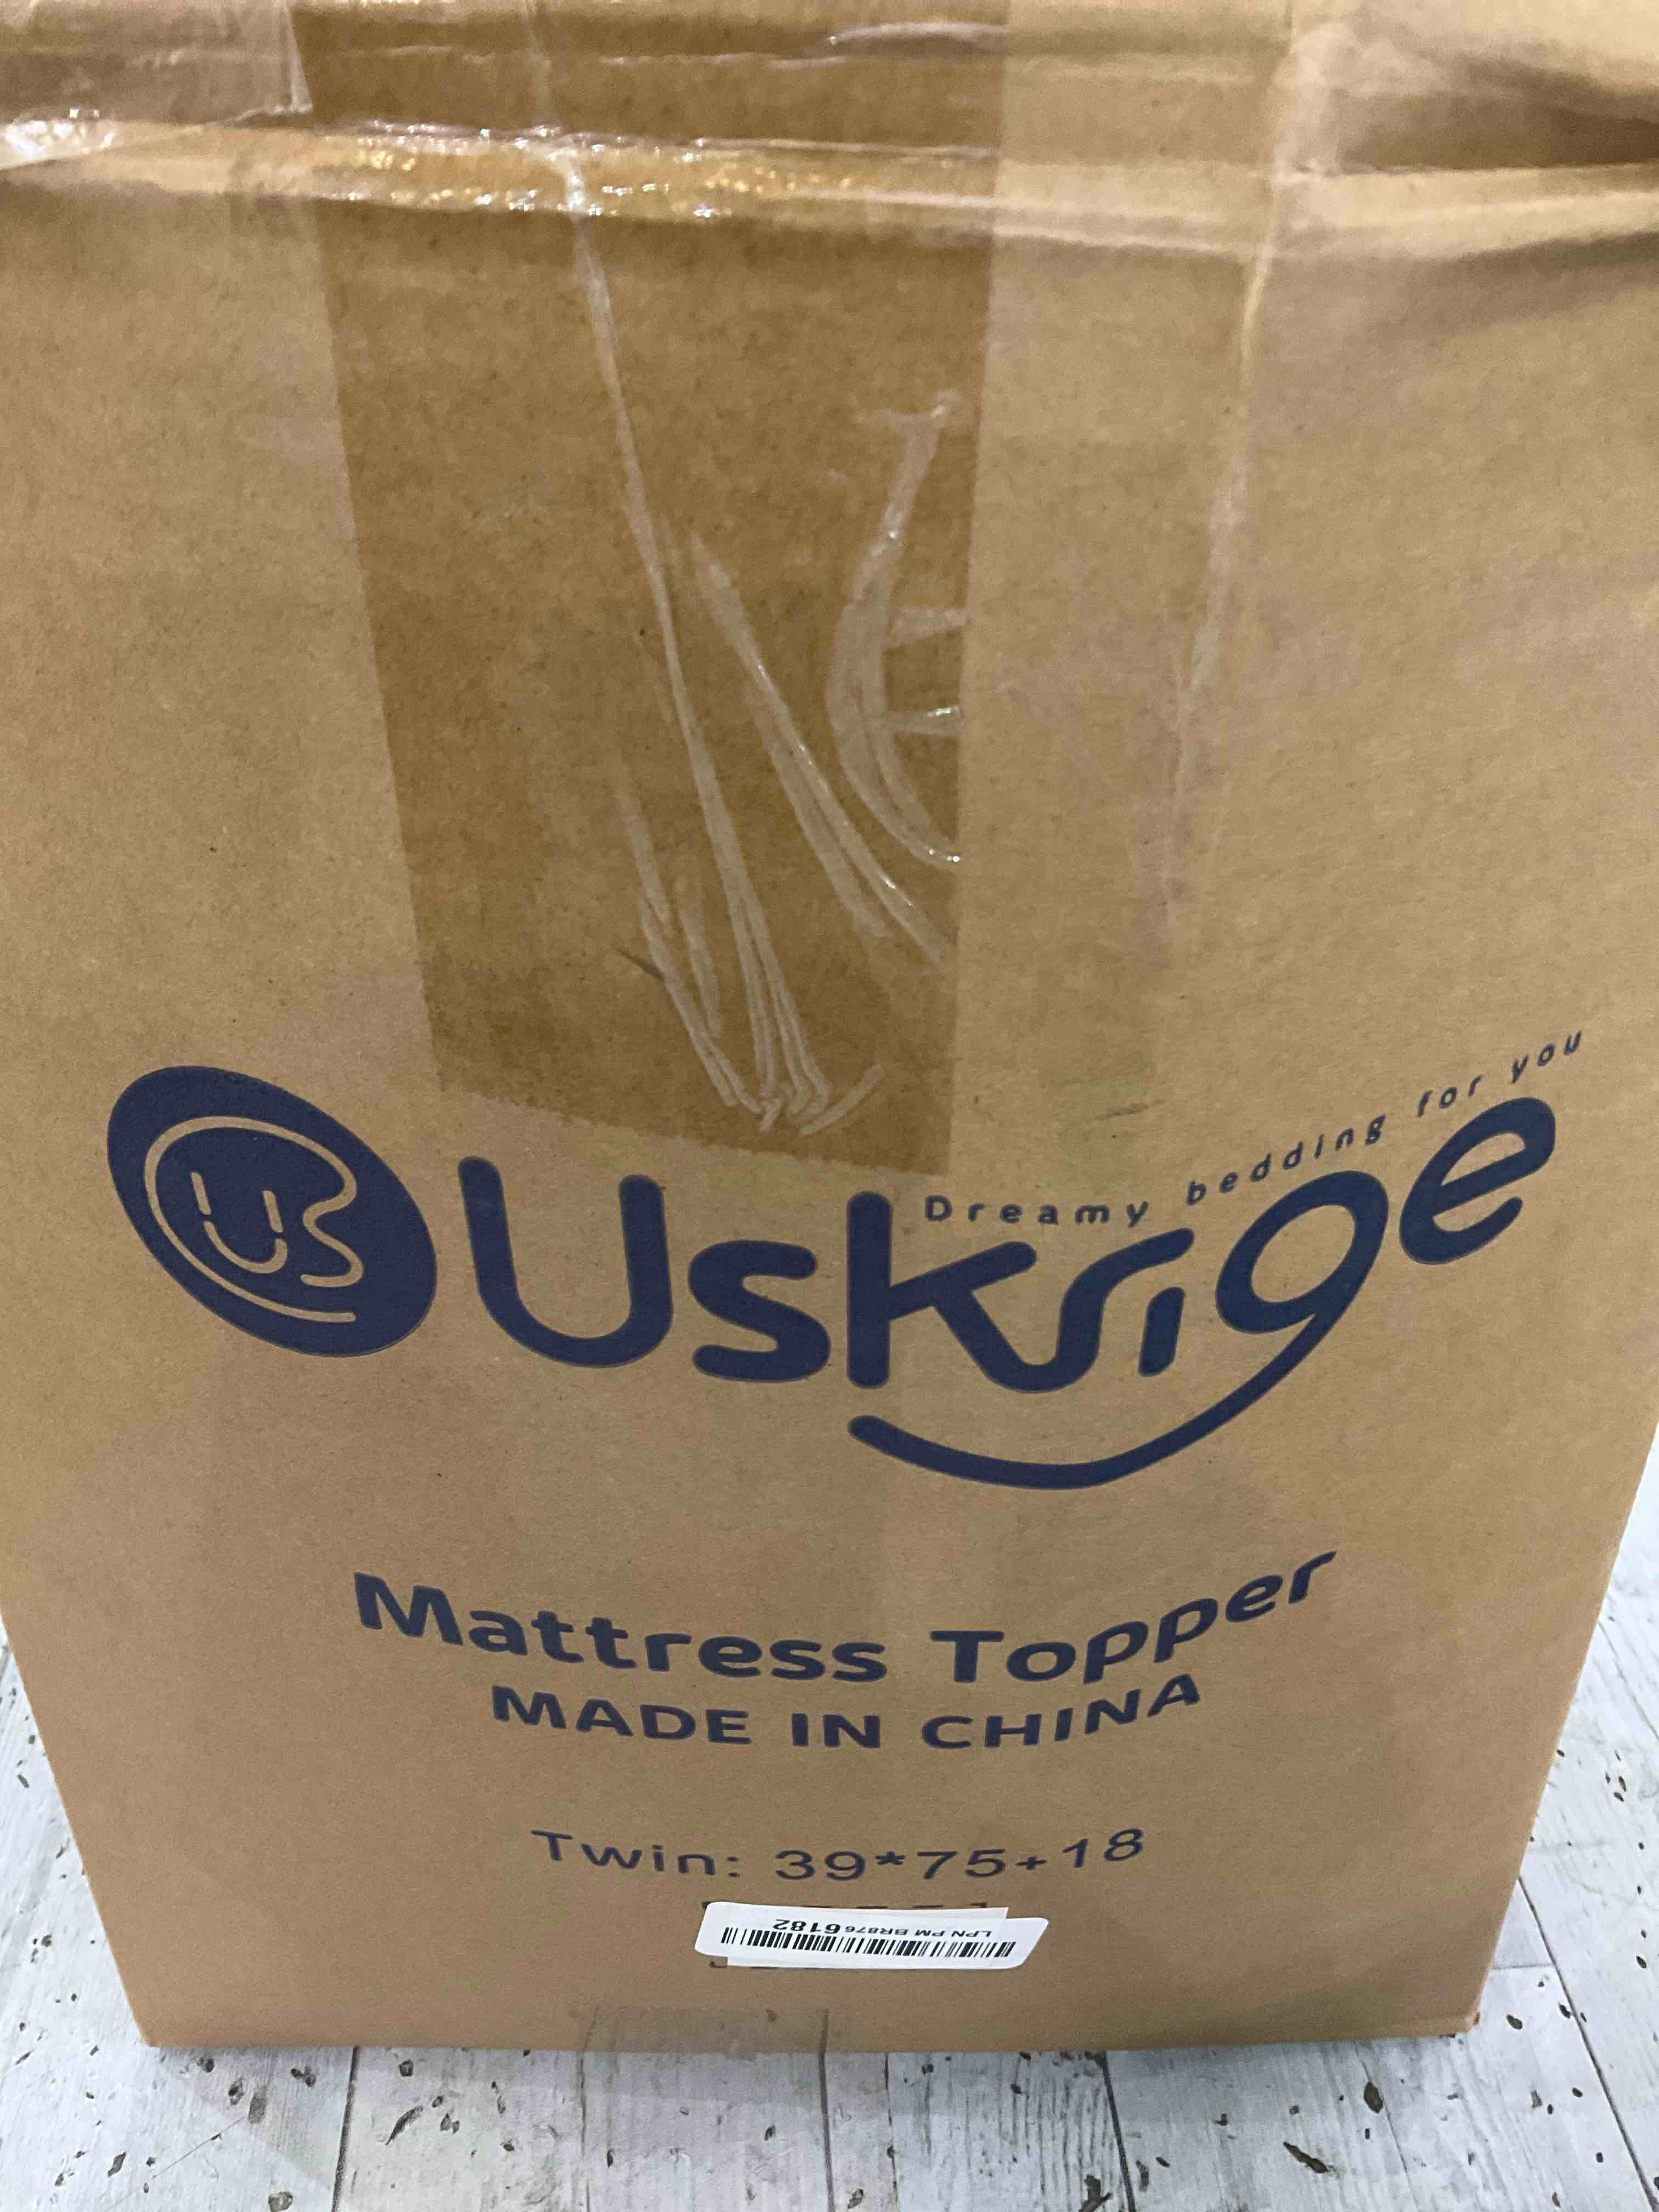 US
Dreamy bedding for you
Uskrige
Mattress Topper
MADE IN CHINA
Twin: 39*75+18
LPN PM BR8766182